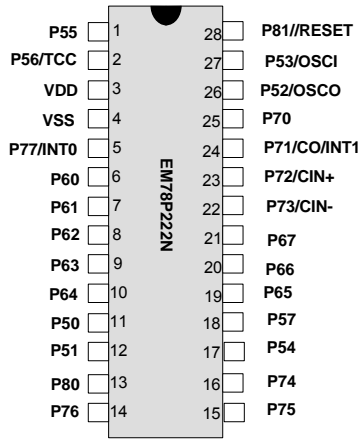 P55 1 28 P81//RESET
P56/TCC 2 27 P53/OSCI
VDD 3 26 P52/OSCO
VSS 4 25 P70
P77/INT0 5 24 P71/CO/INT1
P60 6 23 P72/CIN+
P61 7 22 P73/CIN-
P62 8 21 P67
P63 9 20 P66
P64 10 19 P65
P50 11 18 P57
P51 12 17 P54
P80 13 16 P74
P76 14 15 P75
EM78P222N